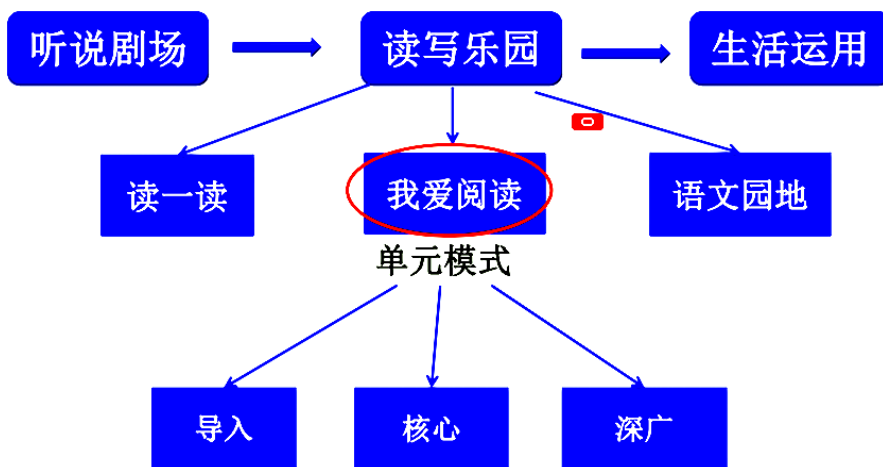 听说剧场
读写乐园
生活运用
读一读
我爱阅读
语文园地
单元模式
导入
核心
深广